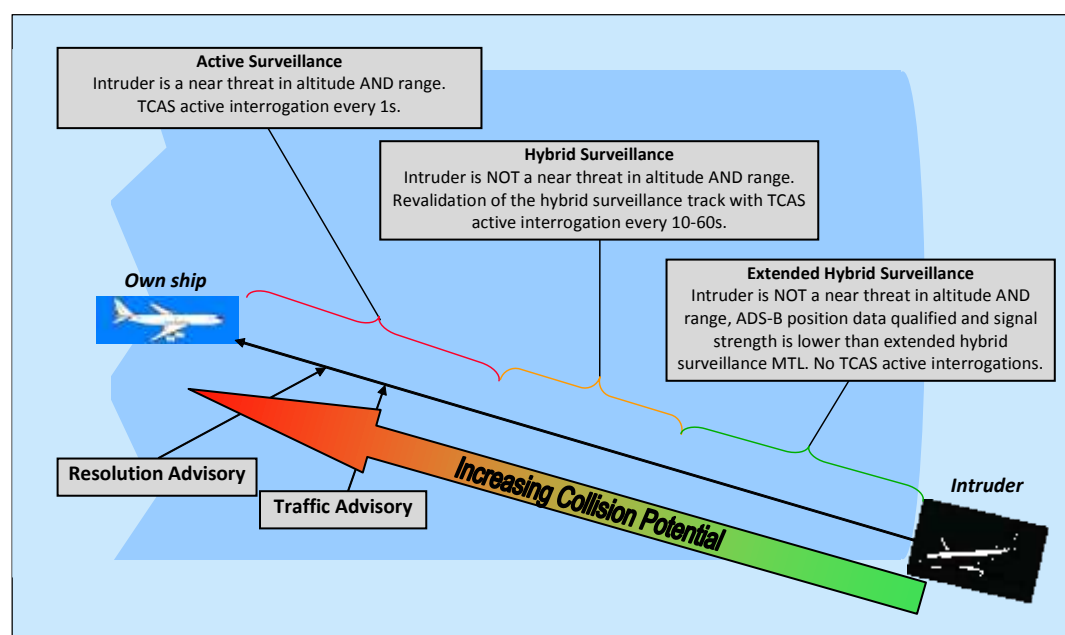 Active Surveillance
Intruder is a near threat in altitude AND range.
TCAS active interrogation every 1s.
Hybrid Surveillance
Intruder is NOT a near threat in altitude AND range.
Revalidation of the hybrid surveillance track with TCAS
active interrogation every 10-60s.
Extended Hybrid Surveillance
Intruder is NOT a near threat in altitude AND
range, ADS-B position data qualified and signal
strength is lower than extended hybrid
surveillance MTL. No TCAS active interrogations.
Own ship
Resolution Advisory
Traffic Advisory
Increasing Collision Potential
Intruder